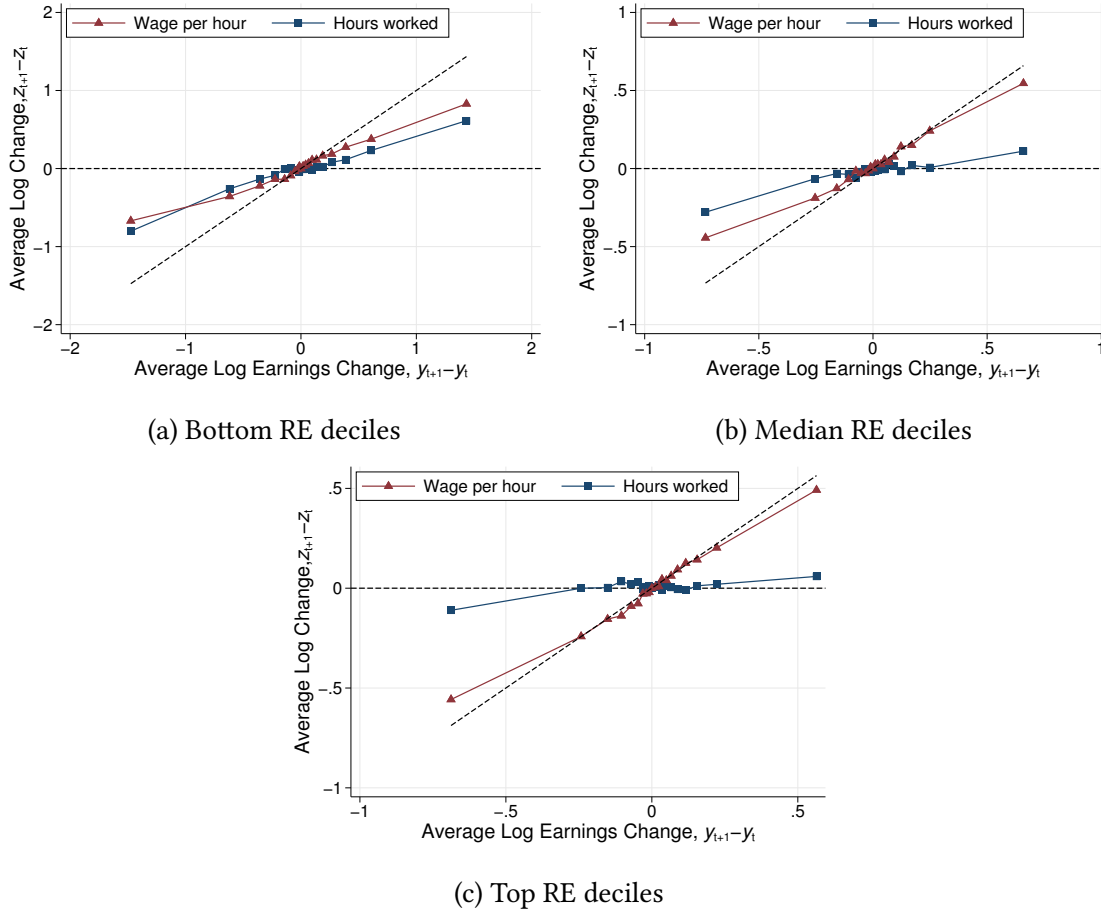 Wage per hour Hours worked
2
1
0
−1
−2
Average Log Change,z_{t+1}−z_t
−2 −1 0 1 2
Average Log Earnings Change, y_{t+1}−y_t
(a) Bottom RE deciles
Wage per hour Hours worked
1
.5
0
−.5
−1
Average Log Change, z_{t+1}−z_t
−1 −.5 0 .5 1
Average Log Earnings Change, y_{t+1}−y_t
(b) Median RE deciles
Wage per hour Hours worked
.5
0
−.5
−1
Average Log Change,z_{t+1}−z_t
−1 −.5 0 .5
Average Log Earnings Change, y_{t+1}−y_t
(c) Top RE deciles